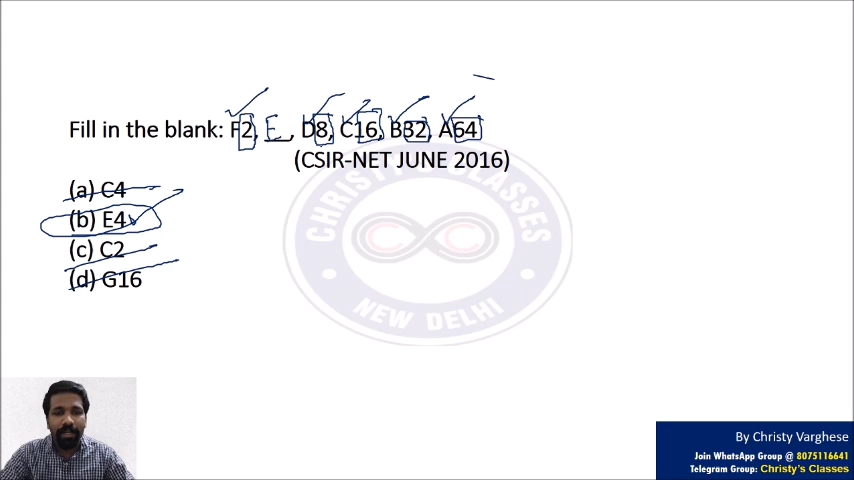 Fill in the blank: F2, E __, D8, C16, B32, A64
(CSIR-NET JUNE 2016)
(a) C4
(b) E4
(c) C2
(d) G16
CHRISTY'S CLASSES
NEW DELHI
By Christy Varghese
Join WhatsApp Group @ 8075116641
Telegram Group: Christy's Classes